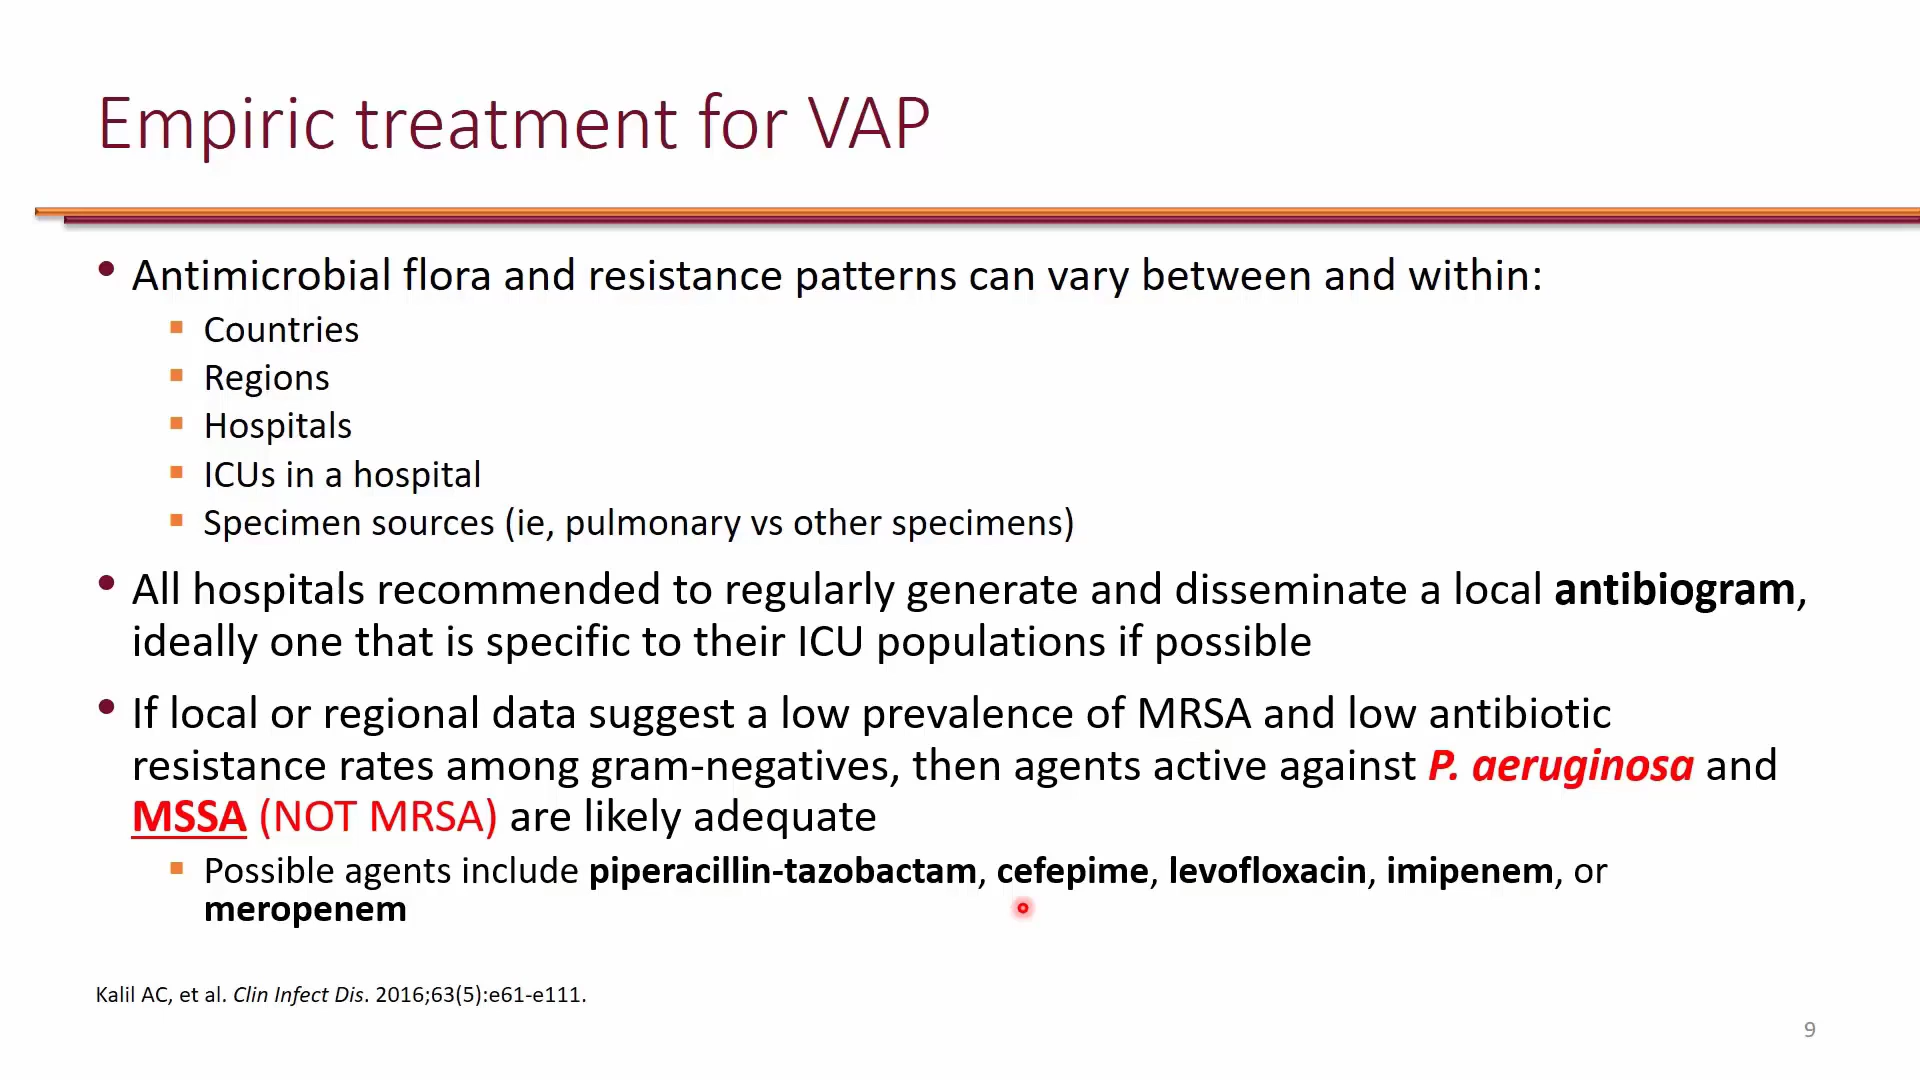 Empiric treatment for VAP
• Antimicrobial flora and resistance patterns can vary between and within:
▪ Countries
▪ Regions
▪ Hospitals
▪ ICUs in a hospital
▪ Specimen sources (ie, pulmonary vs other specimens)
• All hospitals recommended to regularly generate and disseminate a local antibiogram,
ideally one that is specific to their ICU populations if possible
• If local or regional data suggest a low prevalence of MRSA and low antibiotic
resistance rates among gram-negatives, then agents active against P. aeruginosa and
MSSA (NOT MRSA) are likely adequate
▪ Possible agents include piperacillin-tazobactam, cefepime, levofloxacin, imipenem, or
meropenem
Kalil AC, et al. Clin Infect Dis. 2016;63(5):e61-e111.
9